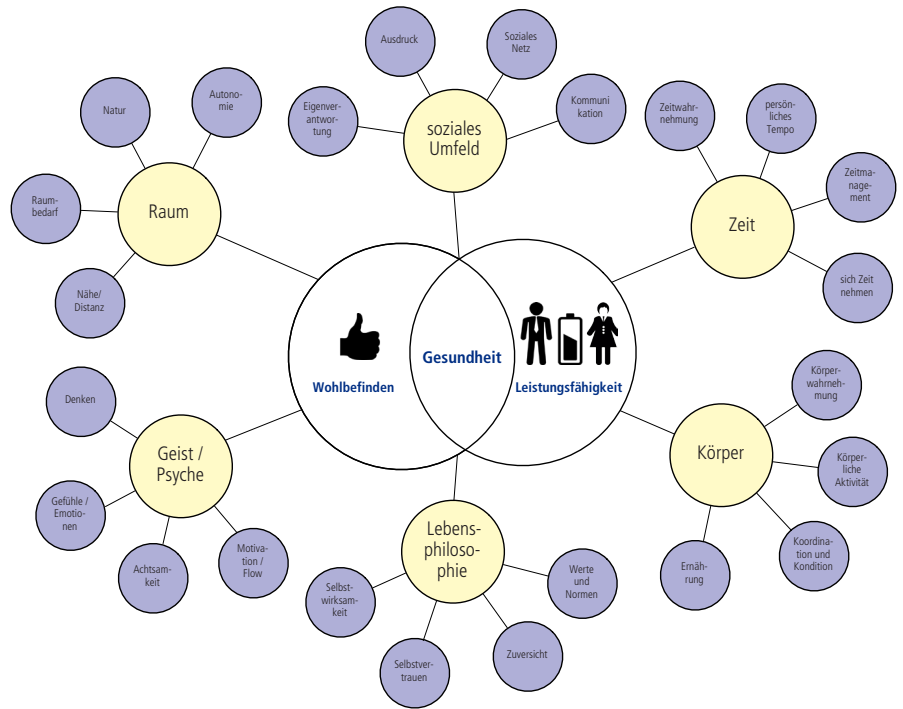 Ausdruck
Soziales
Netz
Eigenver-
antwor-
tung
Kommuni
kation
soziales
Umfeld
Natur
Autono-
mie
Raum-
bedarf
Nähe/
Distanz
Raum
Zeitwahr-
nehmung
persön-
liches
Tempo
Zeitma-
nage-
ment
sich Zeit
nehmen
Zeit
Wohlbefinden
Gesundheit
Leistungsfähigkeit
Denken
Gefühle /
Emotio-
nen
Achtsam-
keit
Motiva-
tion /
Flow
Geist /
Psyche
Lebens-
philoso-
phie
Selbst-
wirksam-
keit
Selbstver-
trauen
Zuversicht
Werte
und
Normen
Körper
Körper-
wahrneh-
mung
Körper-
liche
Aktivität
Koordina-
tion und
Kondition
Ernäh-
rung